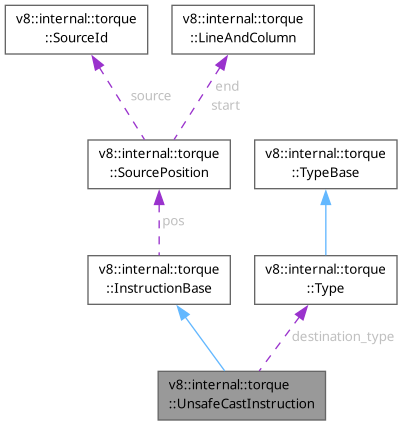 v8::internal::torque
::SourceId
v8::internal::torque
::LineAndColumn
source
end
start
v8::internal::torque
::SourcePosition
v8::internal::torque
::TypeBase
pos
v8::internal::torque
::InstructionBase
v8::internal::torque
::Type
destination_type
v8::internal::torque
::UnsafeCastInstruction